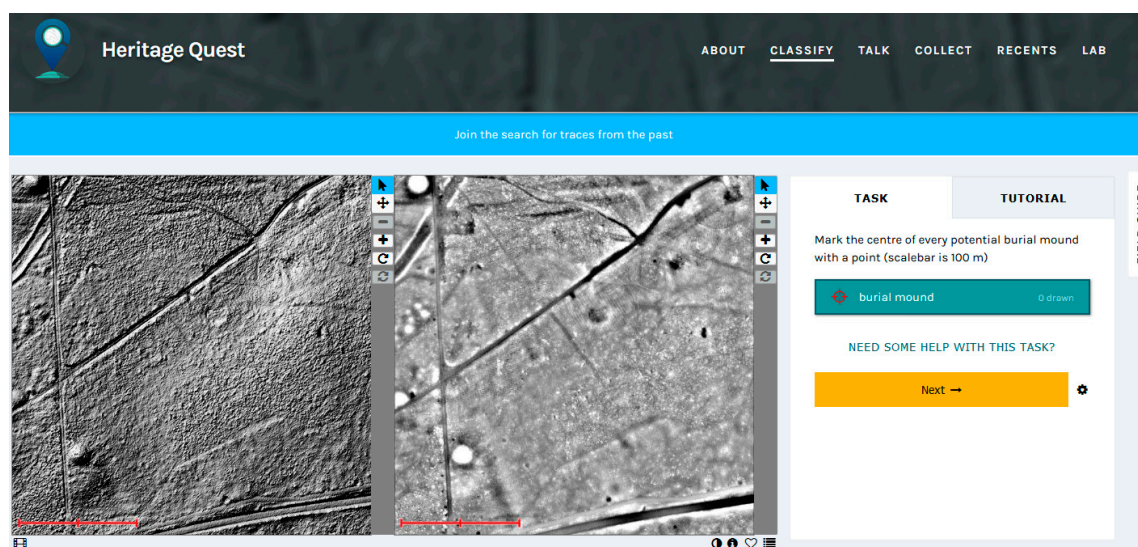 Heritage Quest
ABOUT CLASSIFY TALK COLLECT RECENTS LAB
Join the search for traces from the past
TASK TUTORIAL
Mark the centre of every potential burial mound
with a point (scalebar is 100 m)
burial mound 0 drawn
NEED SOME HELP WITH THIS TASK?
Next →